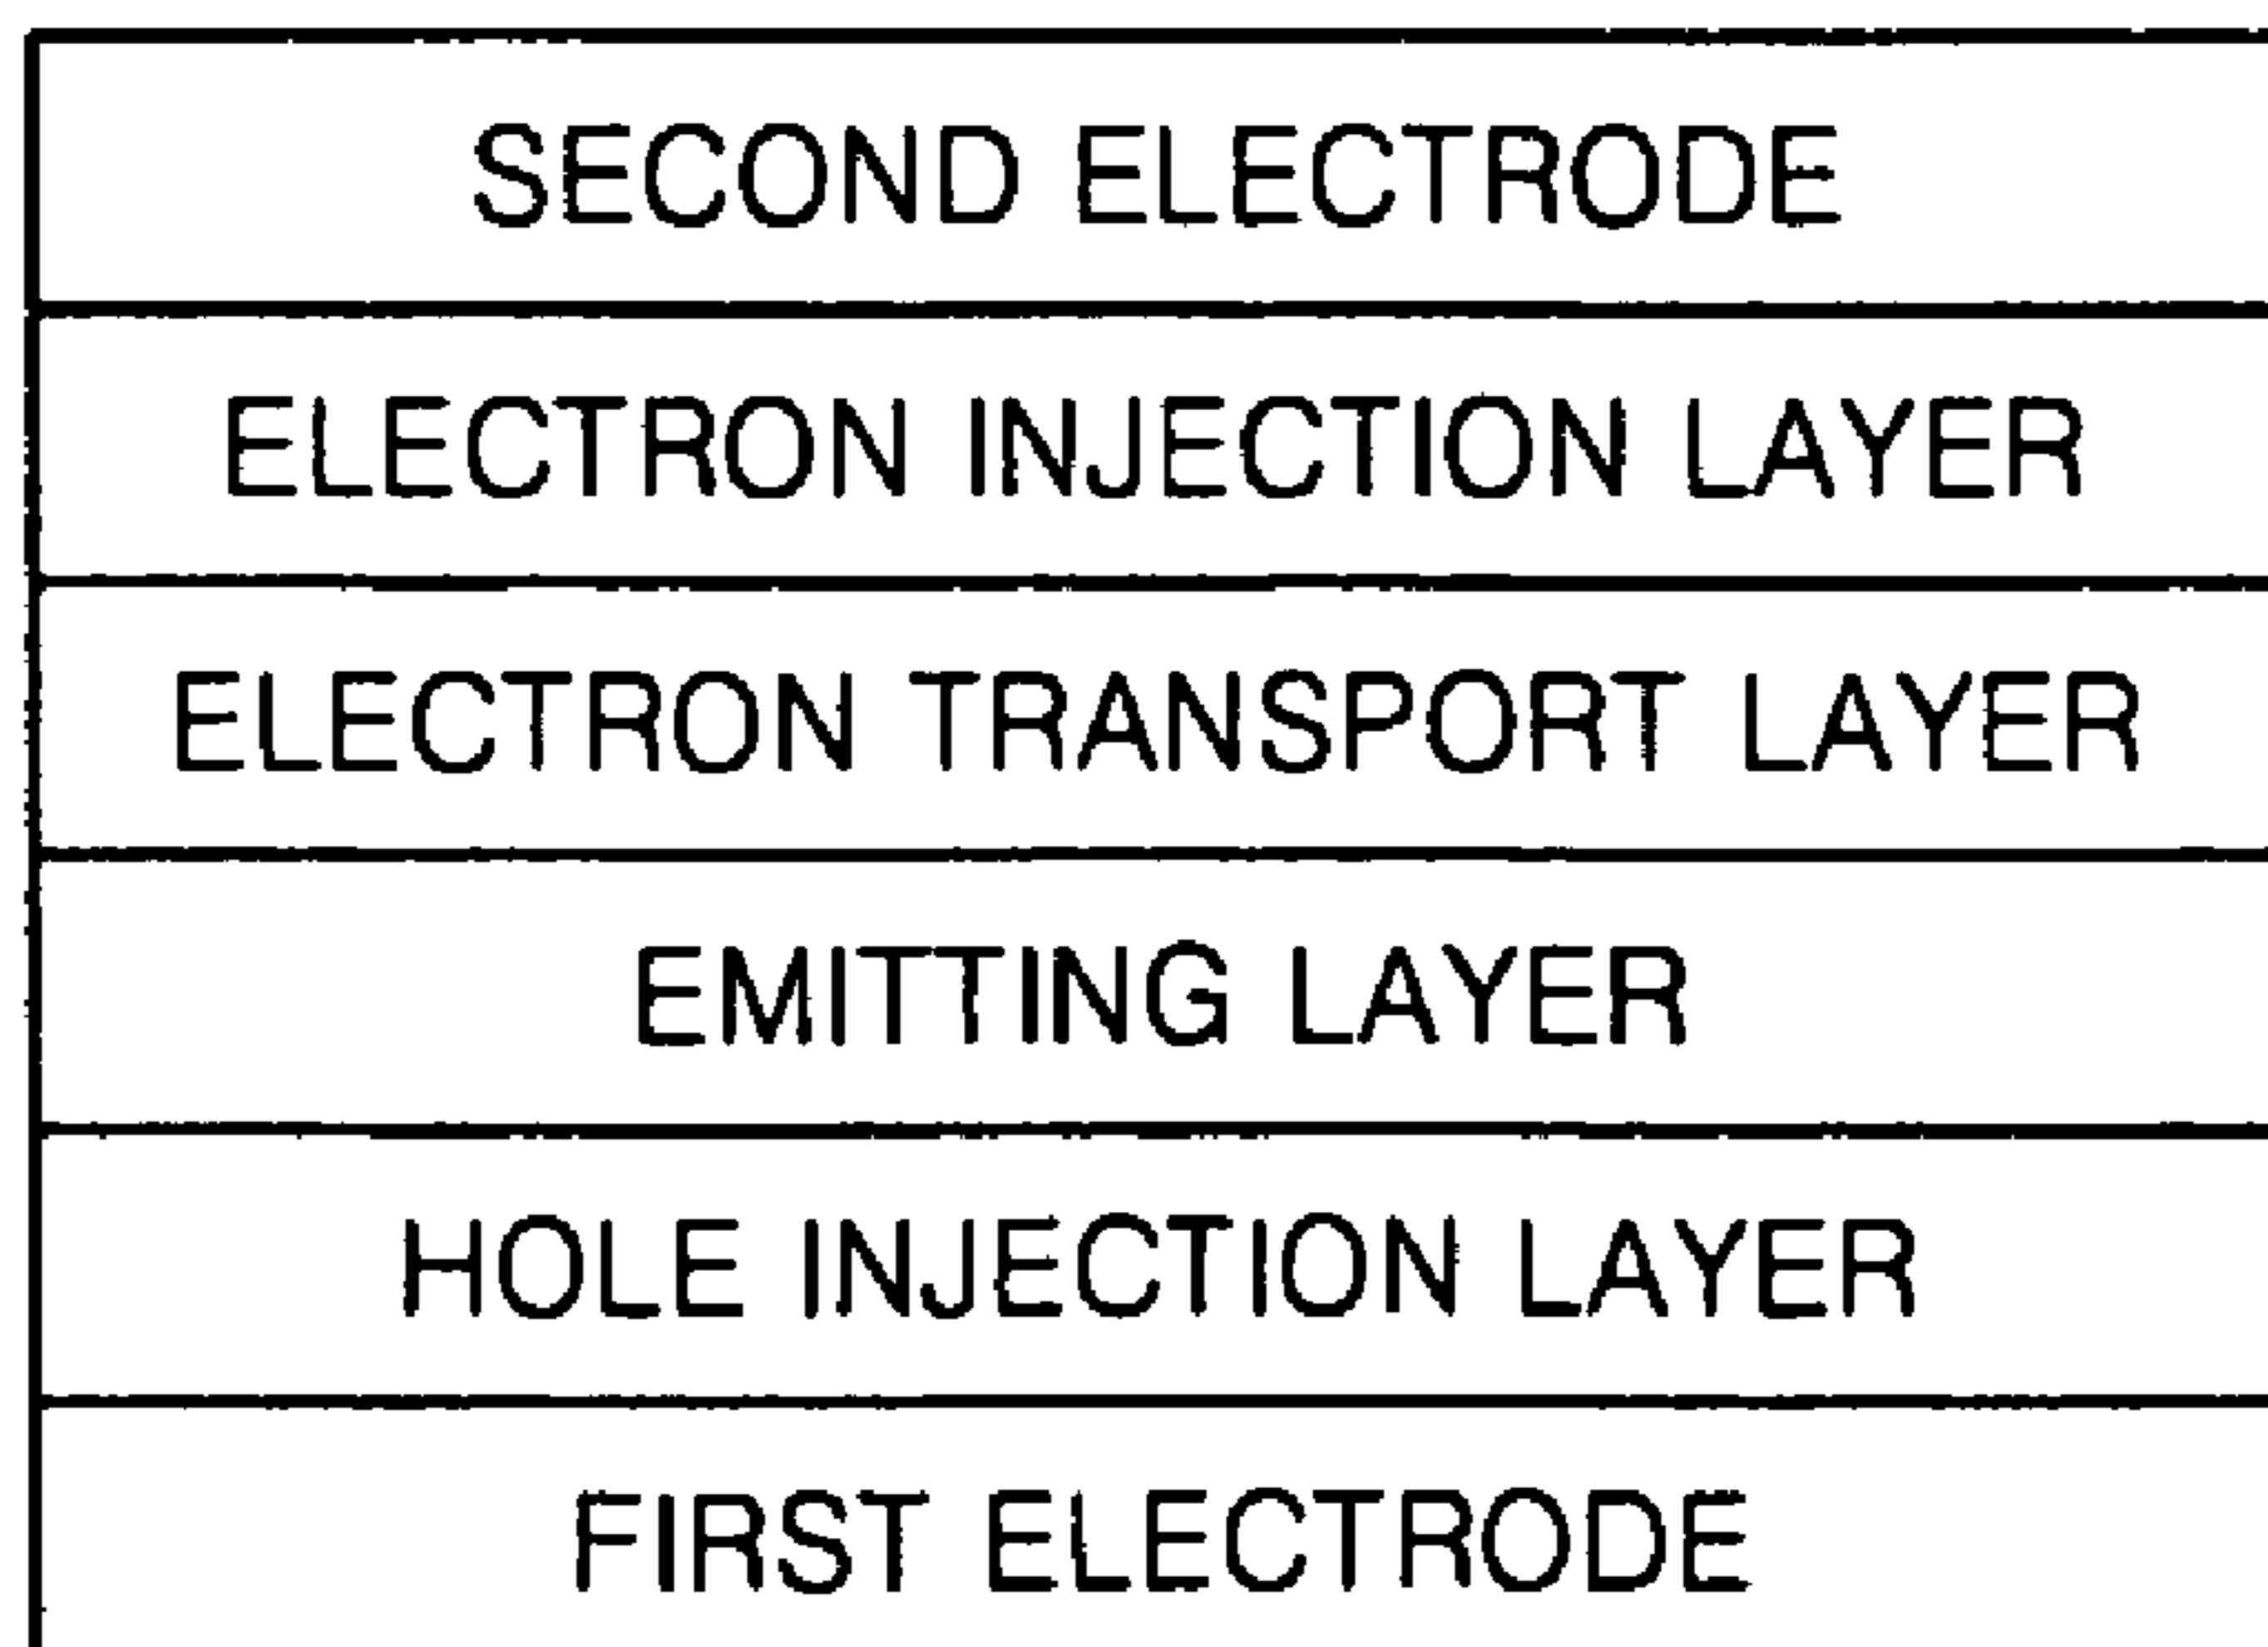 SECOND ELECTRODE
ELECTRON INJECTION LAYER
ELECTRON TRANSPORT LAYER
EMITTING LAYER
HOLE INJECTION LAYER
FIRST ELECTRODE